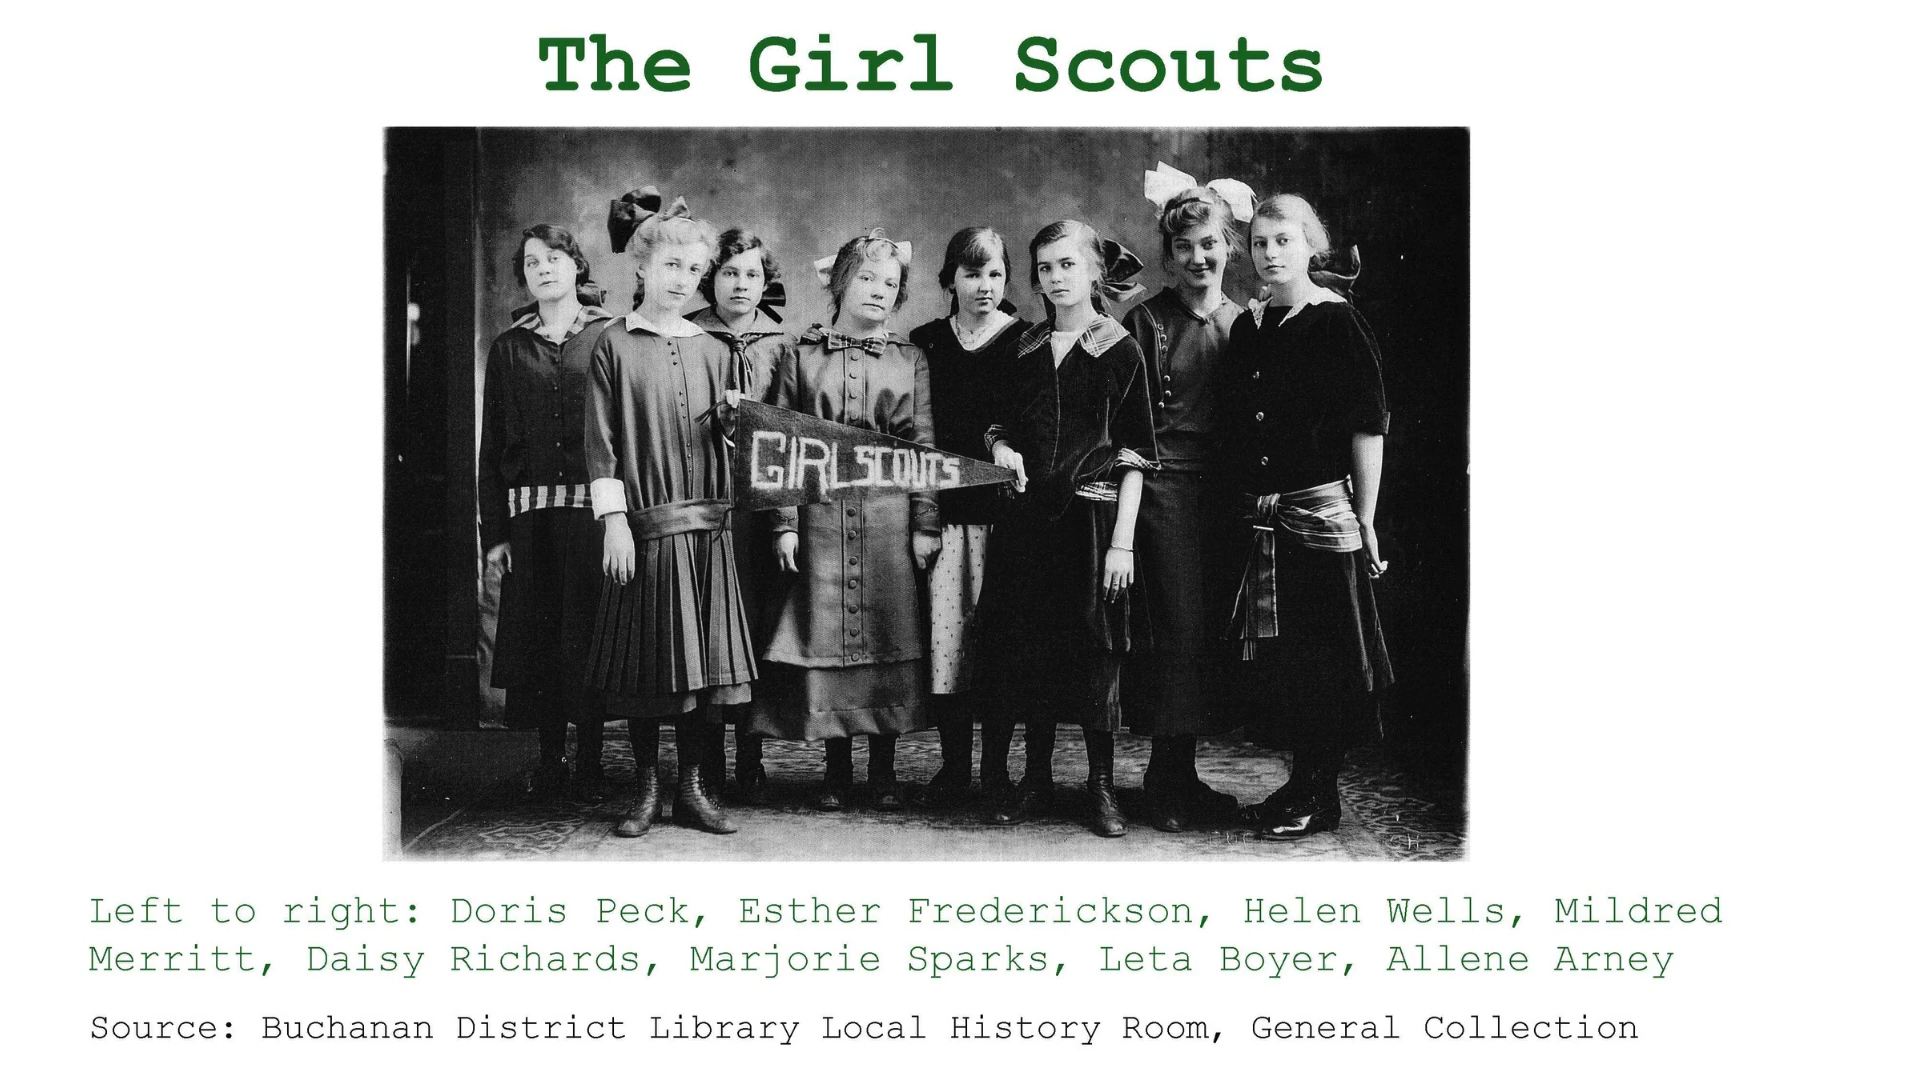 The Girl Scouts
GIRL SCOUTS
Left to right: Doris Peck, Esther Frederickson, Helen Wells, Mildred
Merritt, Daisy Richards, Marjorie Sparks, Leta Boyer, Allene Arney
Source: Buchanan District Library Local History Room, General Collection